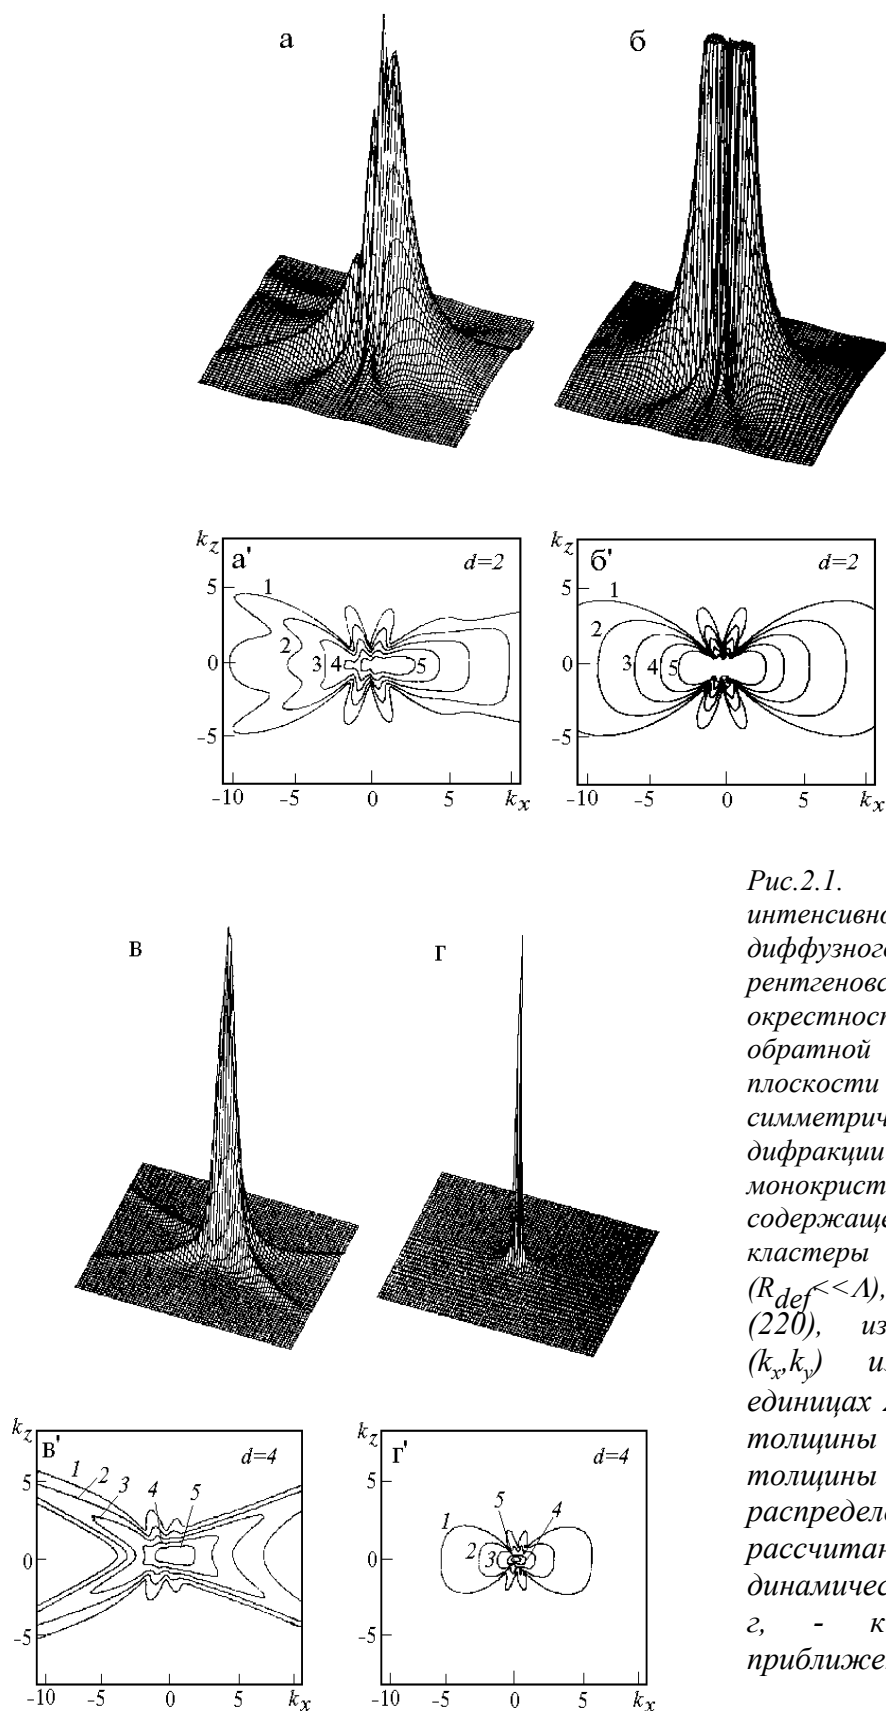 а б
k_z а' d=2 б' d=2
5 1 5 1
2 2
0 3 4 5 0 3 4 5
-5 -5
-10 -5 0 5 k_x -10 -5 0 5 k_x
Рис.2.1.
интенсивно
диффузного
рентгеновс
окрестност
обратной
плоскости
симметрич
дифракции
монокрист
содержаще
кластеры
(R_def<<Λ),
(220), из
(k_x,k_y) и
единицах
толщины
толщины
распредел
рассчитан
динамичес
г, - к
приближе
в г
k_z в' d=4 k_z г' d=4
1 2 3 4 5
5 5 1 5 4
2 3
0 0
-5 -5
-10 -5 0 5 k_x -10 -5 0 5 k_x